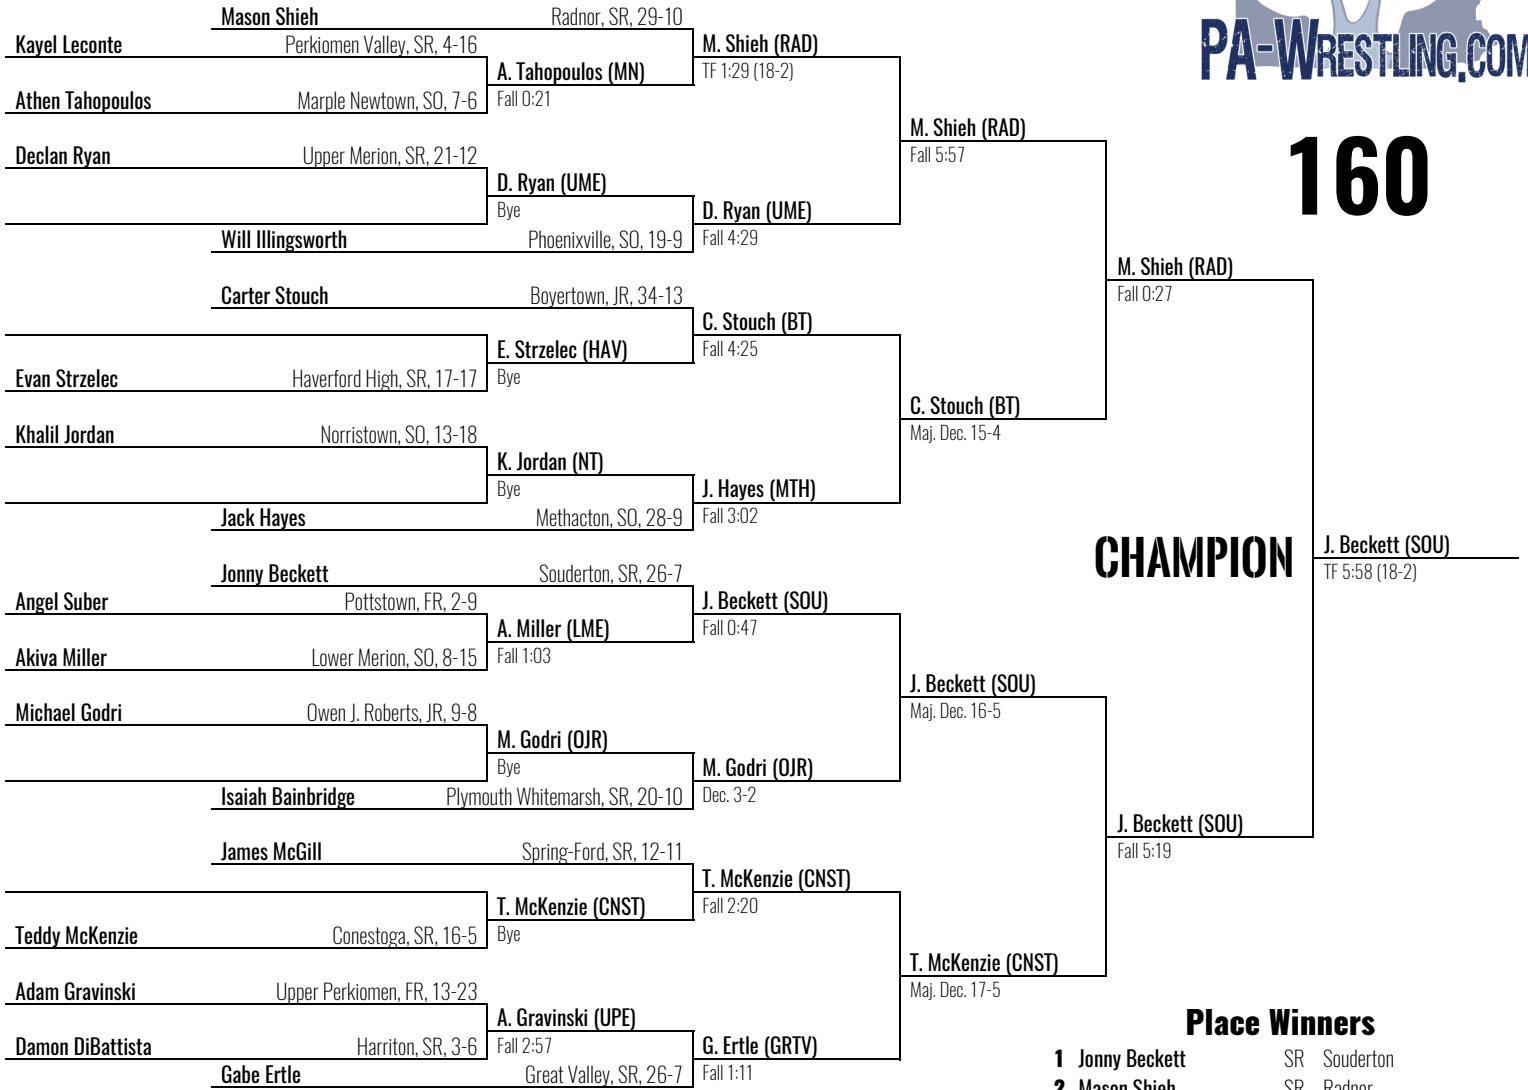 PA-WRESTLING.COM
160
Mason Shieh Radnor, SR, 29-10
Kayel Leconte Perkiomen Valley, SR, 4-16
M. Shieh (RAD)
TF 1:29 (18-2)
A. Tahopoulos (MN)
Fall 0:21
Athen Tahopoulos Marple Newtown, SO, 7-6
M. Shieh (RAD)
Fall 5:57
Declan Ryan Upper Merion, SR, 21-12
D. Ryan (UME)
Bye
D. Ryan (UME)
Fall 4:29
Will Illingsworth Phoenixville, SO, 19-9
M. Shieh (RAD)
Fall 0:27
Carter Stouch Boyertown, JR, 34-13
C. Stouch (BT)
Fall 4:25
E. Strzelec (HAV)
Bye
Evan Strzelec Haverford High, SR, 17-17
C. Stouch (BT)
Maj. Dec. 15-4
Khalil Jordan Norristown, SO, 13-18
K. Jordan (NT)
Bye
J. Hayes (MTH)
Fall 3:02
Jack Hayes Methacton, SO, 28-9
CHAMPION
J. Beckett (SOU)
TF 5:58 (18-2)
Jonny Beckett Souderton, SR, 26-7
Angel Suber Pottstown, FR, 2-9
J. Beckett (SOU)
Fall 0:47
A. Miller (LME)
Fall 1:03
Akiva Miller Lower Merion, SO, 8-15
J. Beckett (SOU)
Maj. Dec. 16-5
Michael Godri Owen J. Roberts, JR, 9-8
M. Godri (OJR)
Bye
M. Godri (OJR)
Dec. 3-2
Isaiah Bainbridge Plymouth Whitemarsh, SR, 20-10
J. Beckett (SOU)
Fall 5:19
James McGill Spring-Ford, SR, 12-11
T. McKenzie (CNST)
Fall 2:20
T. McKenzie (CNST)
Bye
Teddy McKenzie Conestoga, SR, 16-5
T. McKenzie (CNST)
Maj. Dec. 17-5
Adam Gravinski Upper Perkiomen, FR, 13-23
A. Gravinski (UPE)
Fall 2:57
Damon DiBattista Harriton, SR, 3-6
G. Ertle (GRTV)
Fall 1:11
Gabe Ertle Great Valley, SR, 26-7
Place Winners
1 Jonny Beckett SR Souderton
2 Mason Shieh SR Radnor